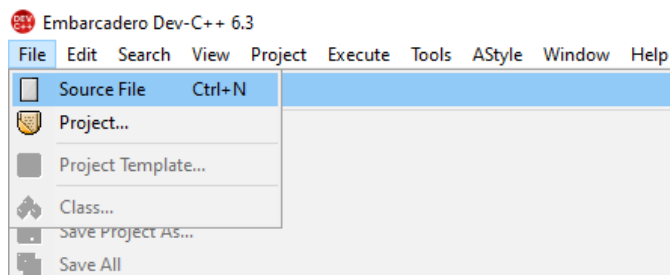 Embarcadero Dev-C++ 6.3
File Edit Search View Project Execute Tools AStyle Window Help
Source File Ctrl+N
Project...
Project Template...
Class...
Save Project As...
Save All